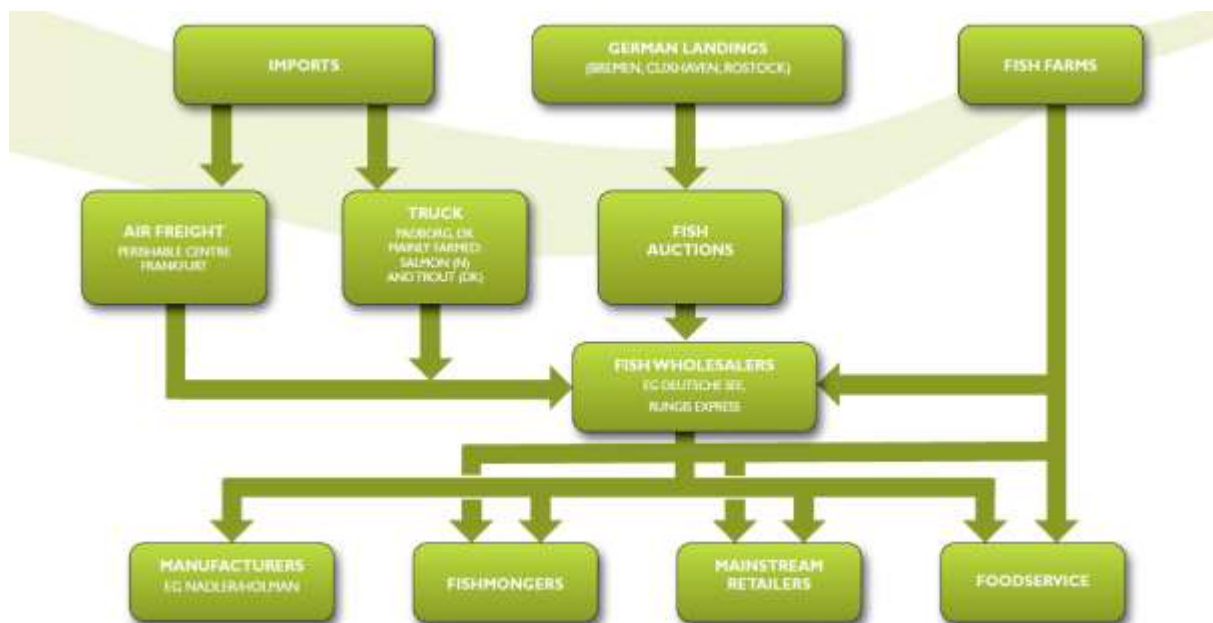 IMPORTS
GERMAN LANDINGS
(BREMEN, CUXHAVEN, ROSTOCK)
FISH FARMS
AIR FREIGHT
PERISHABLE CENTRE
FRANKFURT
TRUCK
PADBORG, DK
MAINLY FARMED
SALMON (N)
AND TROUT (DK)
FISH
AUCTIONS
FISH WHOLESALERS
EG DEUTSCHE SEE,
RUNGIS EXPRESS
MANUFACTURERS
EG NADLER/HOLMAN
FISHMONGERS
MAINSTREAM
RETAILERS
FOODSERVICE